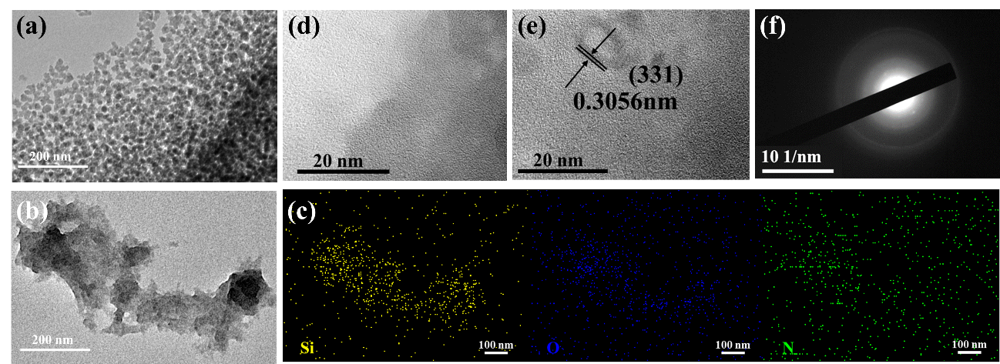 (a)
200 nm
(d)
20 nm
(e)
(331)
0.3056nm
20 nm
(f)
10 1/nm
(b)
200 nm
(c)
Si
100 nm
O
100 nm
N
100 nm